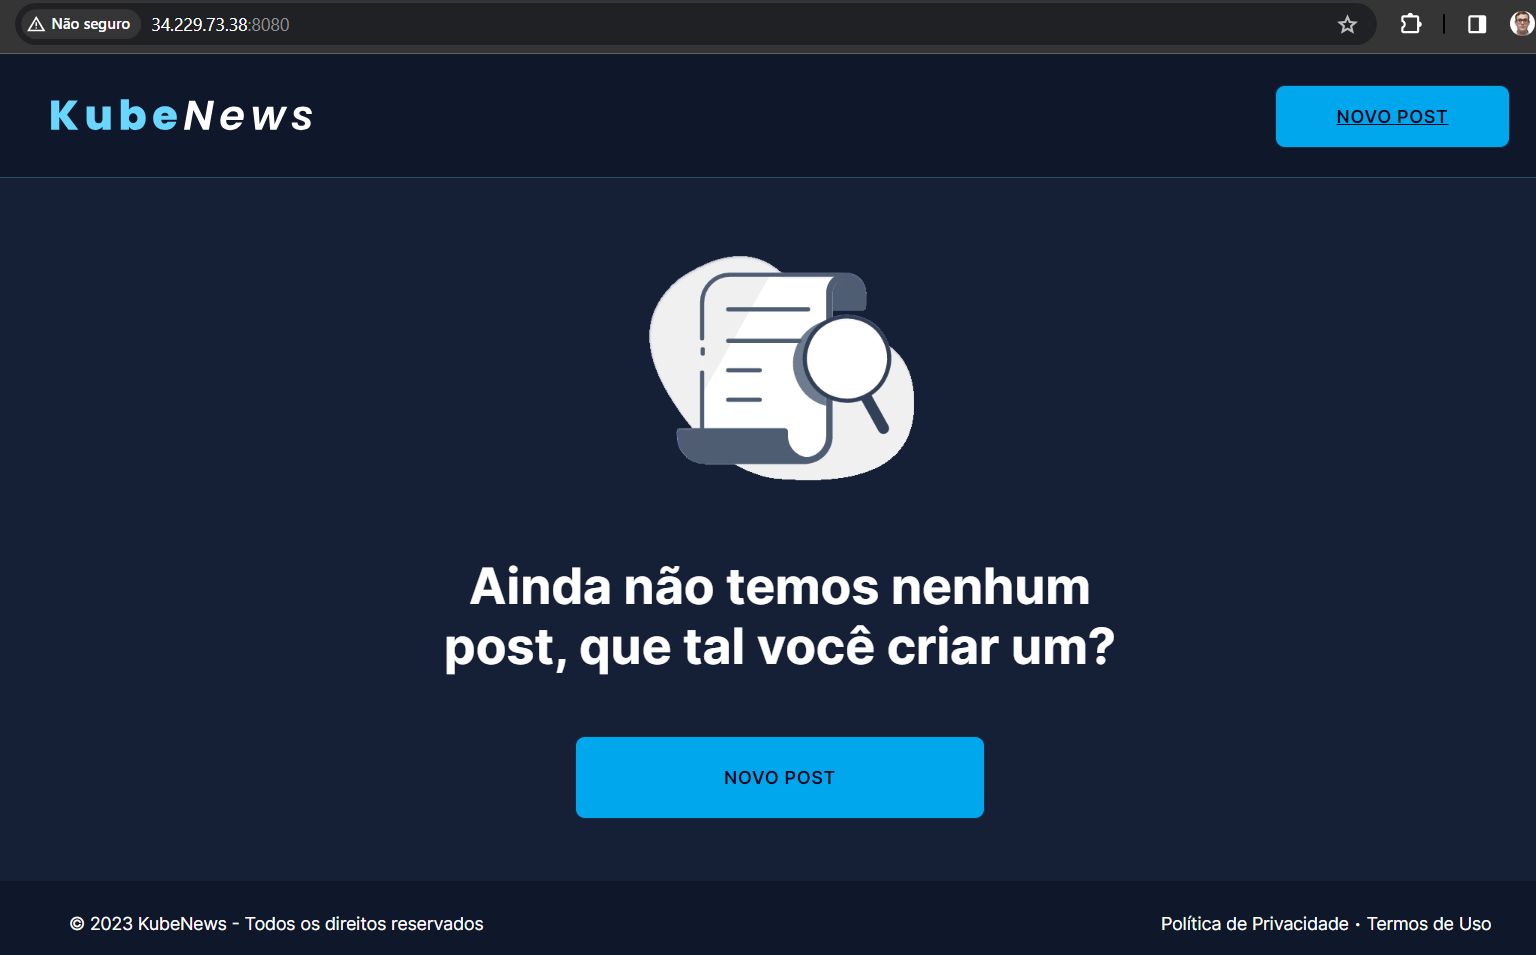 Não seguro 34.229.73.38:8080
KubeNews
NOVO POST
Ainda não temos nenhum
post, que tal você criar um?
NOVO POST
© 2023 KubeNews - Todos os direitos reservados
Política de Privacidade • Termos de Uso